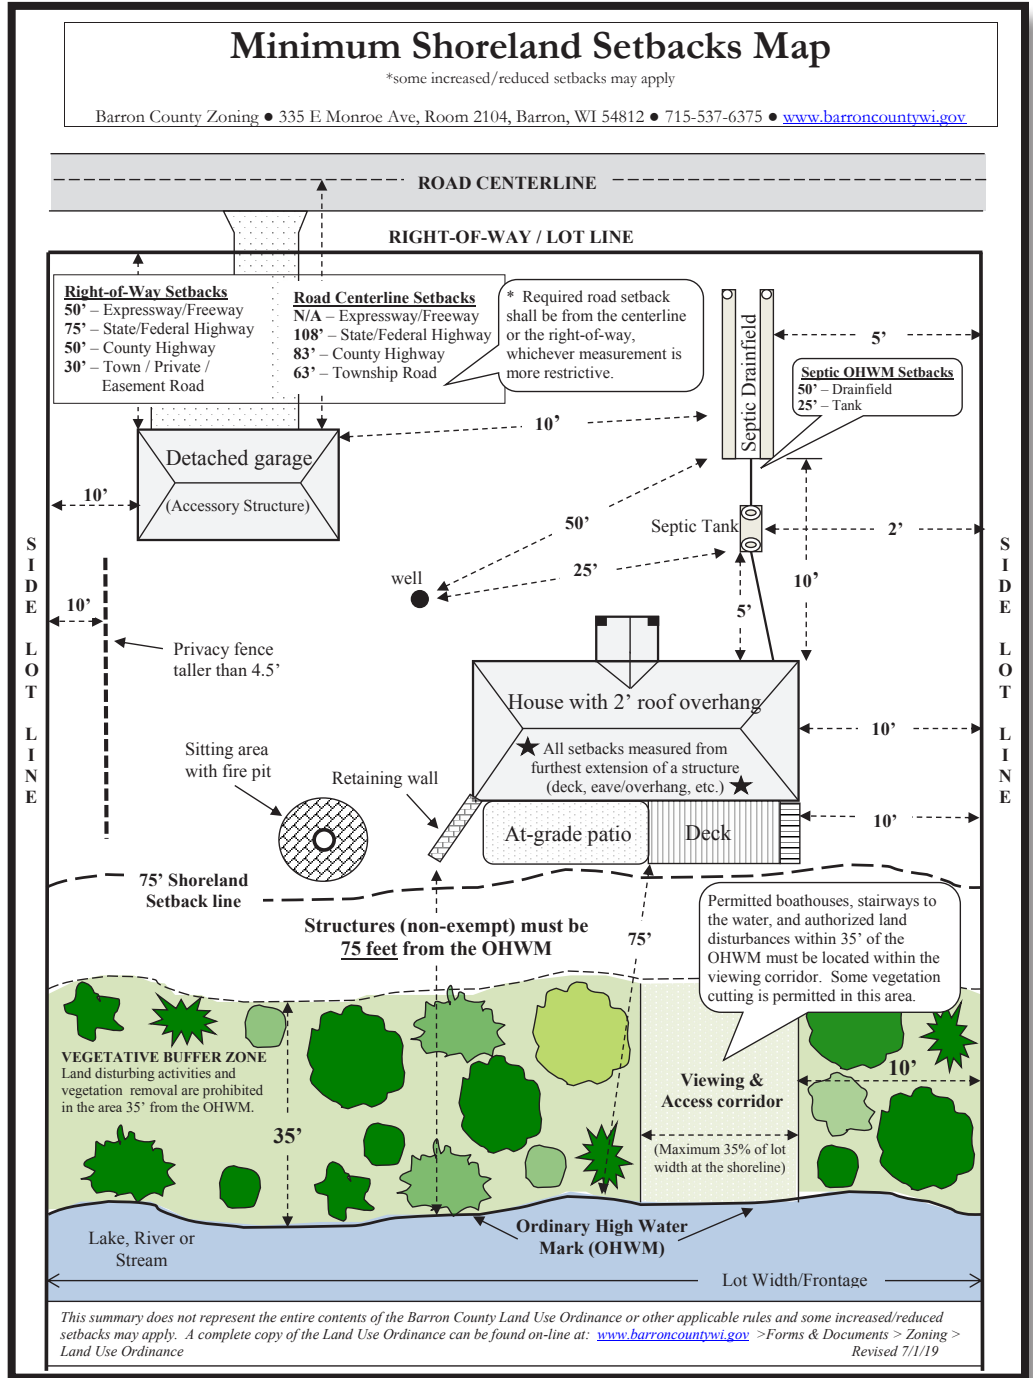 Minimum Shoreland Setbacks Map
*some increased/reduced setbacks may apply
Barron County Zoning ● 335 E Monroe Ave, Room 2104, Barron, WI 54812 ● 715-537-6375 ● www.barroncountywi.gov
ROAD CENTERLINE
RIGHT-OF-WAY / LOT LINE
Right-of-Way Setbacks
50’ – Expressway/Freeway
75’ – State/Federal Highway
50’ – County Highway
30’ – Town / Private /
Easement Road
Road Centerline Setbacks
N/A – Expressway/Freeway
108’ – State/Federal Highway
83’ – County Highway
63’ – Township Road
* Required road setback
shall be from the centerline
or the right-of-way,
whichever measurement is
more restrictive.
Septic Drainfield
5’
Septic OHWM Setbacks
50’ – Drainfield
25’ – Tank
10’
Detached garage
(Accessory Structure)
10’
50’
Septic Tank
2’
25’
well
10’
5’
SIDE LOT LINE
SIDE LOT LINE
10’
Privacy fence
taller than 4.5’
House with 2’ roof overhang
All setbacks measured from
furthest extension of a structure
(deck, eave/overhang, etc.)
10’
Sitting area
with fire pit
Retaining wall
At-grade patio
Deck
10’
75’ Shoreland
Setback line
Structures (non-exempt) must be
75 feet from the OHWM
75’
Permitted boathouses, stairways to
the water, and authorized land
disturbances within 35’ of the
OHWM must be located within the
viewing corridor. Some vegetation
cutting is permitted in this area.
VEGETATIVE BUFFER ZONE
Land disturbing activities and
vegetation removal are prohibited
in the area 35’ from the OHWM.
35’
Viewing &
Access corridor
10’
(Maximum 35% of lot
width at the shoreline)
Ordinary High Water
Mark (OHWM)
Lake, River or
Stream
Lot Width/Frontage
This summary does not represent the entire contents of the Barron County Land Use Ordinance or other applicable rules and some increased/reduced
setbacks may apply. A complete copy of the Land Use Ordinance can be found on-line at: www.barroncountywi.gov >Forms & Documents > Zoning >
Land Use Ordinance
Revised 7/1/19